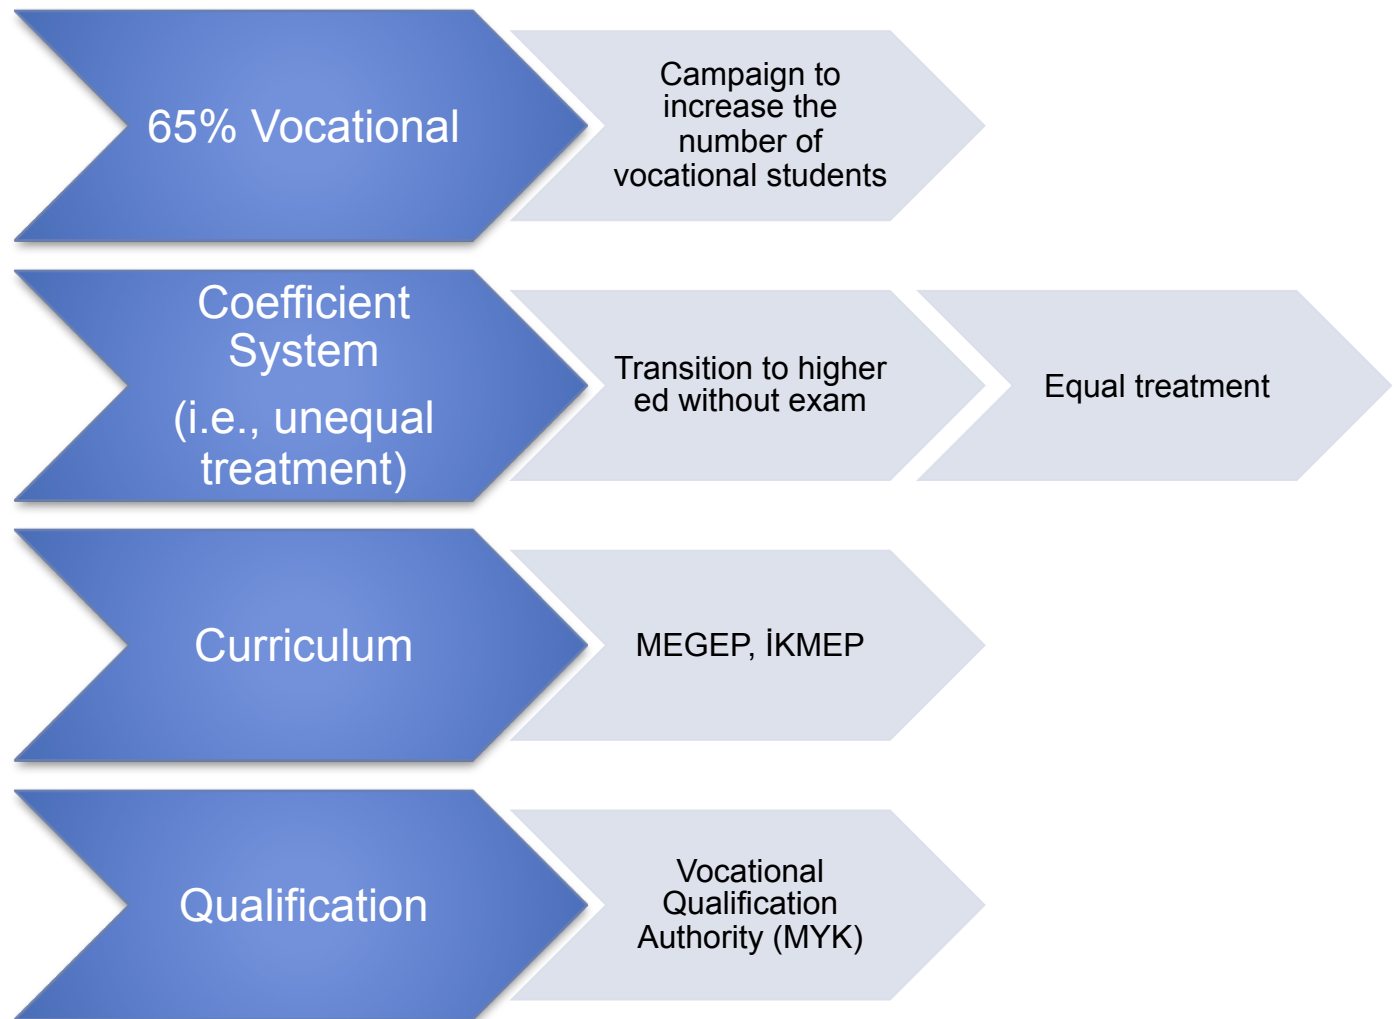 65% Vocational
Campaign to
increase the
number of
vocational students
Coefficient
System
(i.e., unequal
treatment)
Transition to higher
ed without exam
Equal treatment
Curriculum
MEGEP, İKMEP
Qualification
Vocational
Qualification
Authority (MYK)